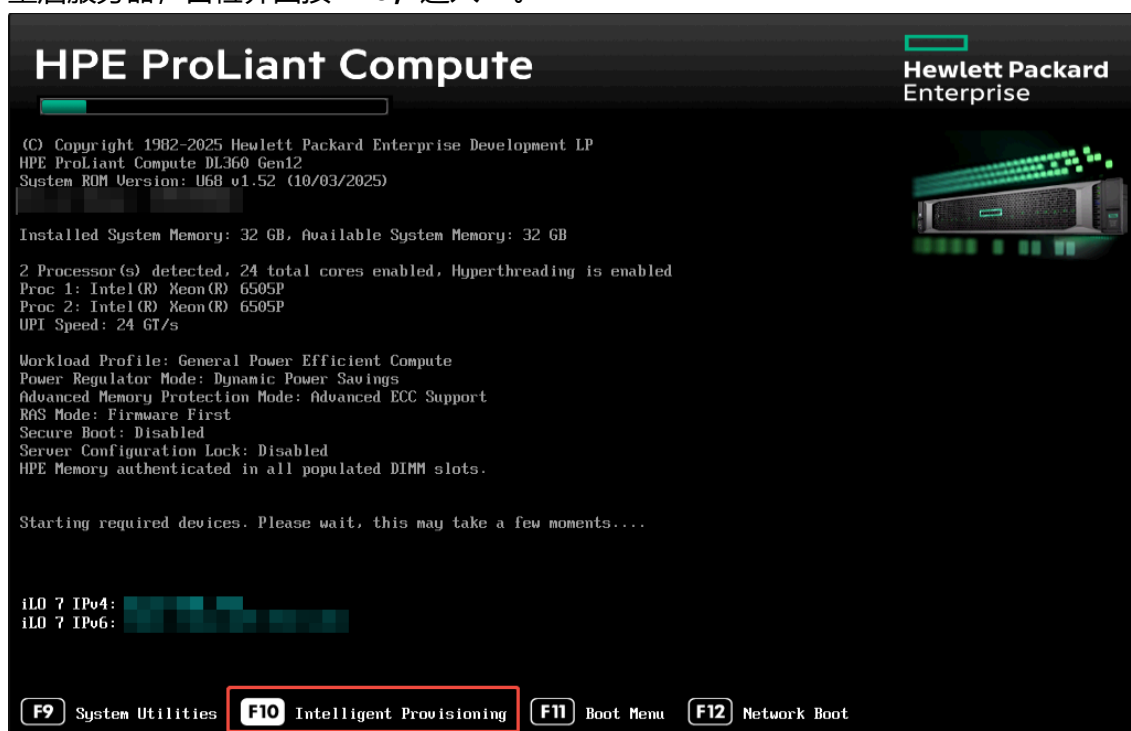 HPE ProLiant Compute
Hewlett Packard
Enterprise
(C) Copyright 1982-2025 Hewlett Packard Enterprise Development LP
HPE ProLiant Compute DL360 Gen12
System ROM Version: U68 v1.52 (10/03/2025)
Installed System Memory: 32 GB, Available System Memory: 32 GB
2 Processor(s) detected, 24 total cores enabled, Hyperthreading is enabled
Proc 1: Intel(R) Xeon(R) 6505P
Proc 2: Intel(R) Xeon(R) 6505P
UPI Speed: 24 GT/s
Workload Profile: General Power Efficient Compute
Power Regulator Mode: Dynamic Power Savings
Advanced Memory Protection Mode: Advanced ECC Support
RAS Mode: Firmware First
Secure Boot: Disabled
Server Configuration Lock: Disabled
HPE Memory authenticated in all populated DIMM slots.
Starting required devices. Please wait, this may take a few moments....
iLO 7 IPv4:
iLO 7 IPv6:
F9 System Utilities F10 Intelligent Provisioning F11 Boot Menu F12 Network Boot